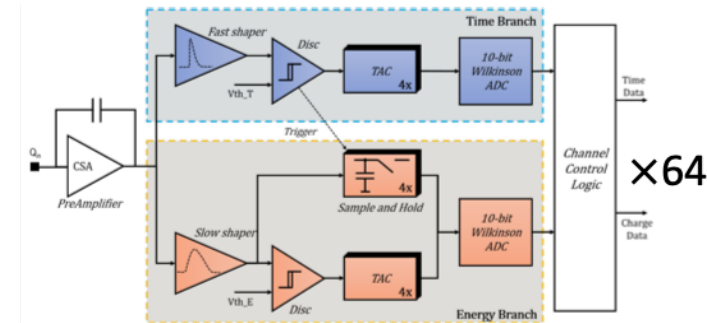 Time Branch
Fast shaper
Disc
10-bit
Wilkinson
ADC
TAC
4x
Vth_T
Time
Data
Trigger
Qin
CSA
PreAmplifier
Channel
Control
Logic
×64
4x
Sample and Hold
Slow shaper
10-bit
Wilkinson
ADC
Charge
Data
TAC
4x
Vth_E
Disc
Energy Branch